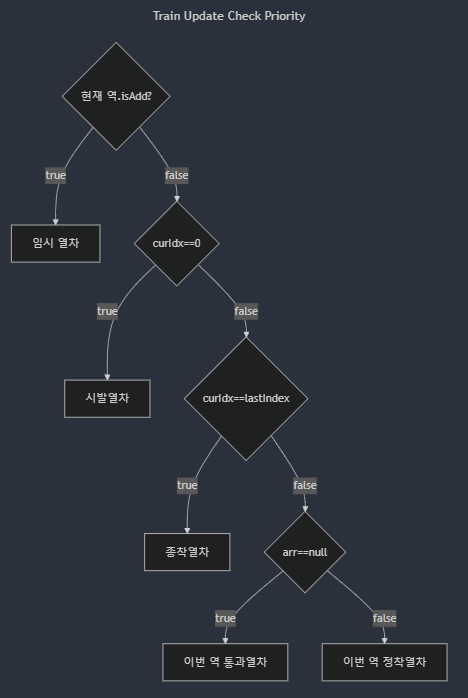 Train Update Check Priority
현재 역.isAdd?
true
false
임시 열차
curIdx==0
true
false
시발열차
curIdx==lastIndex
true
false
종착열차
arr==null
true
false
이번 역 통과열차
이번 역 정착열차